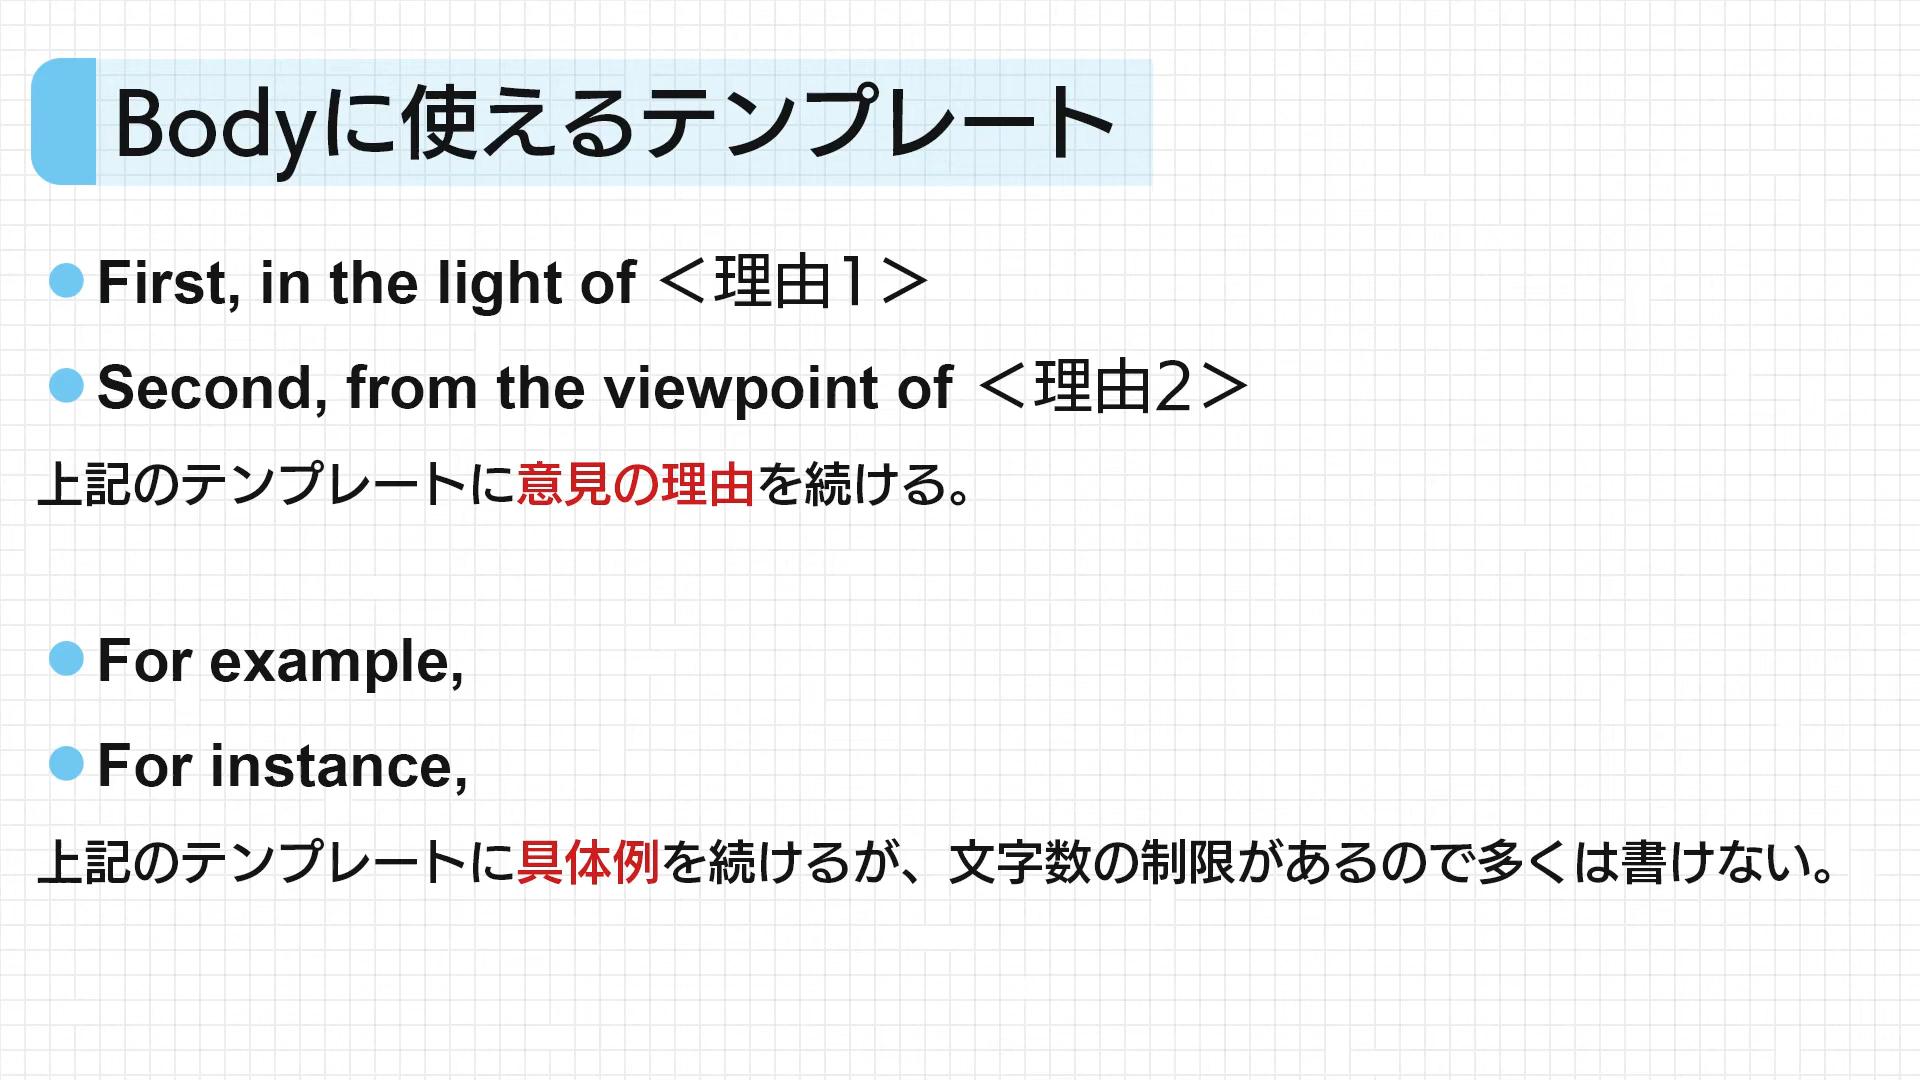 Bodyに使えるテンプレート
First, in the light of ＜理由1＞
Second, from the viewpoint of ＜理由2＞
上記のテンプレートに意見の理由を続ける。
For example,
For instance,
上記のテンプレートに具体例を続けるが、文字数の制限があるので多くは書けない。